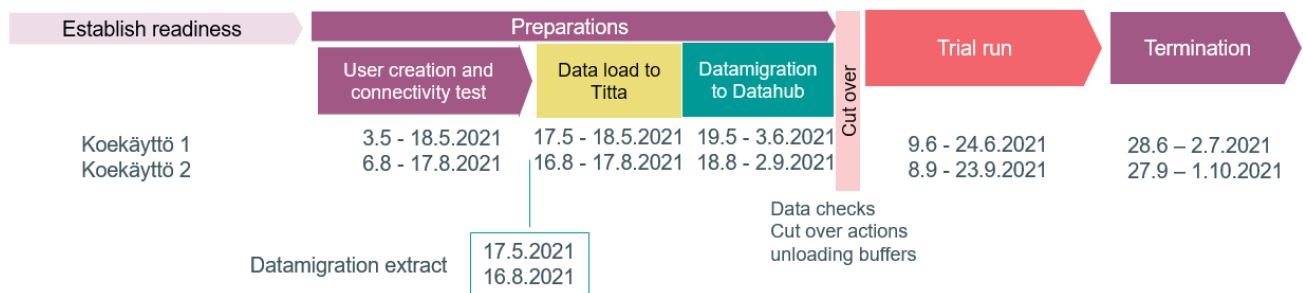 Establish readiness
Preparations
User creation and
connectivity test
Data load to
Titta
Datamigration
to Datahub
Cut over
Trial run
Termination
Koekäyttö 1
3.5 - 18.5.2021
17.5 - 18.5.2021
19.5 - 3.6.2021
9.6 - 24.6.2021
28.6 – 2.7.2021
Koekäyttö 2
6.8 - 17.8.2021
16.8 - 17.8.2021
18.8 - 2.9.2021
8.9 - 23.9.2021
27.9 – 1.10.2021
Data checks
Cut over actions
unloading buffers
Datamigration extract
17.5.2021
16.8.2021